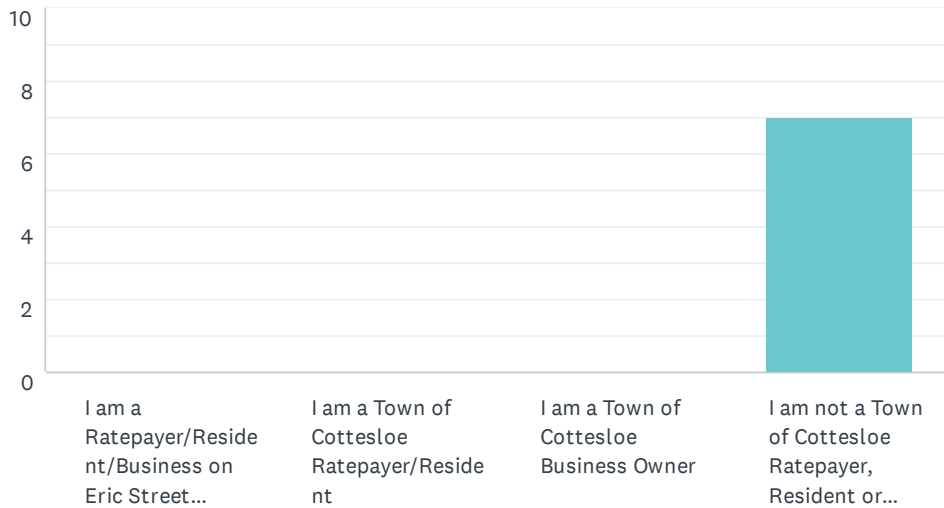 10
8
6
4
2
0
I am a
Ratepayer/Reside
nt/Business on
Eric Street...
I am a Town of
Cottesloe
Ratepayer/Reside
nt
I am a Town of
Cottesloe
Business Owner
I am not a Town
of Cottesloe
Ratepayer,
Resident or...